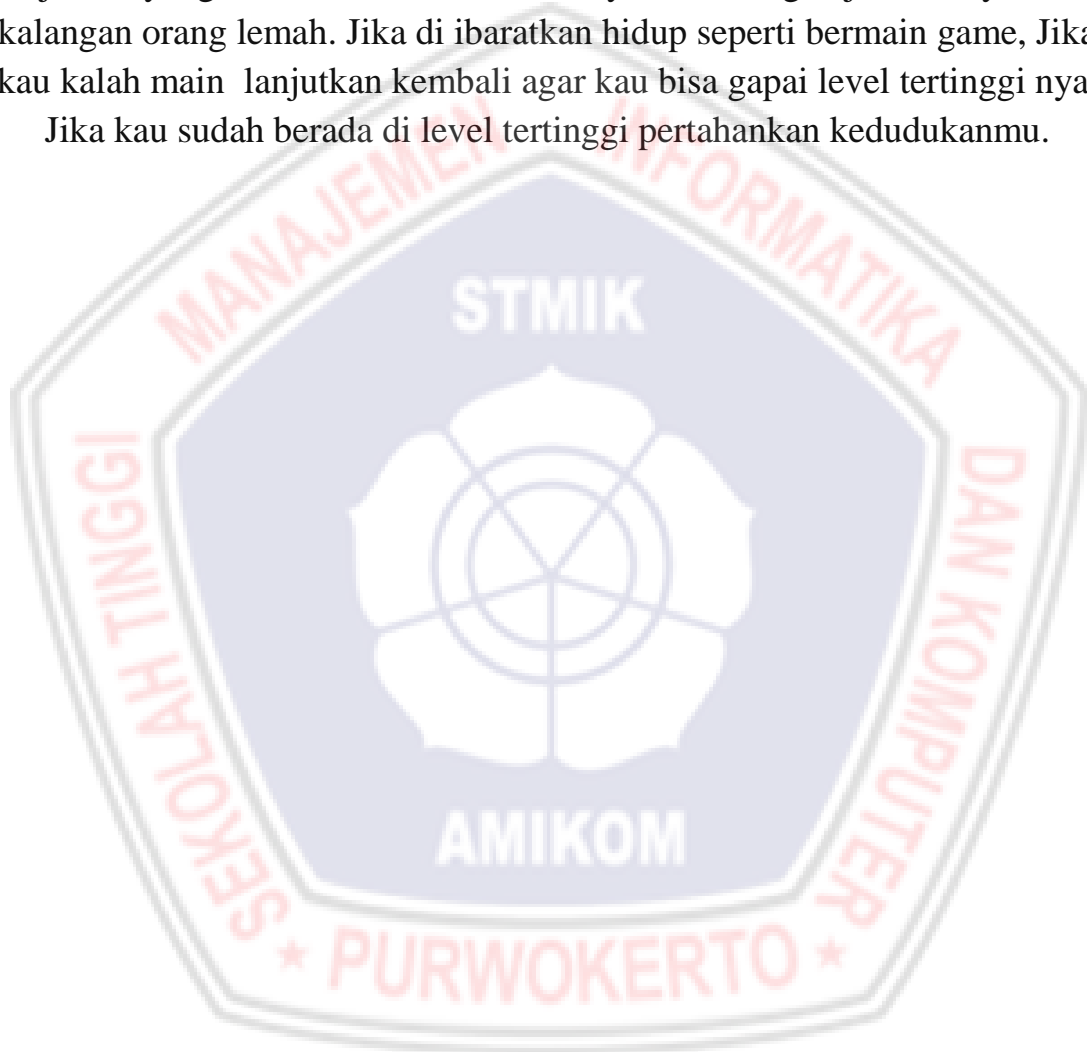 kalangan orang lemah. Jika di ibaratkan hidup seperti bermain game, Jika
kau kalah main lanjutkan kembali agar kau bisa gapai level tertinggi nya
Jika kau sudah berada di level tertinggi pertahankan kedudukanmu.
SEKOLAH TINGGI MANAJEMEN INFORMATIKA DAN KOMPUTER
STMIK
AMIKOM
* PURWOKERTO *